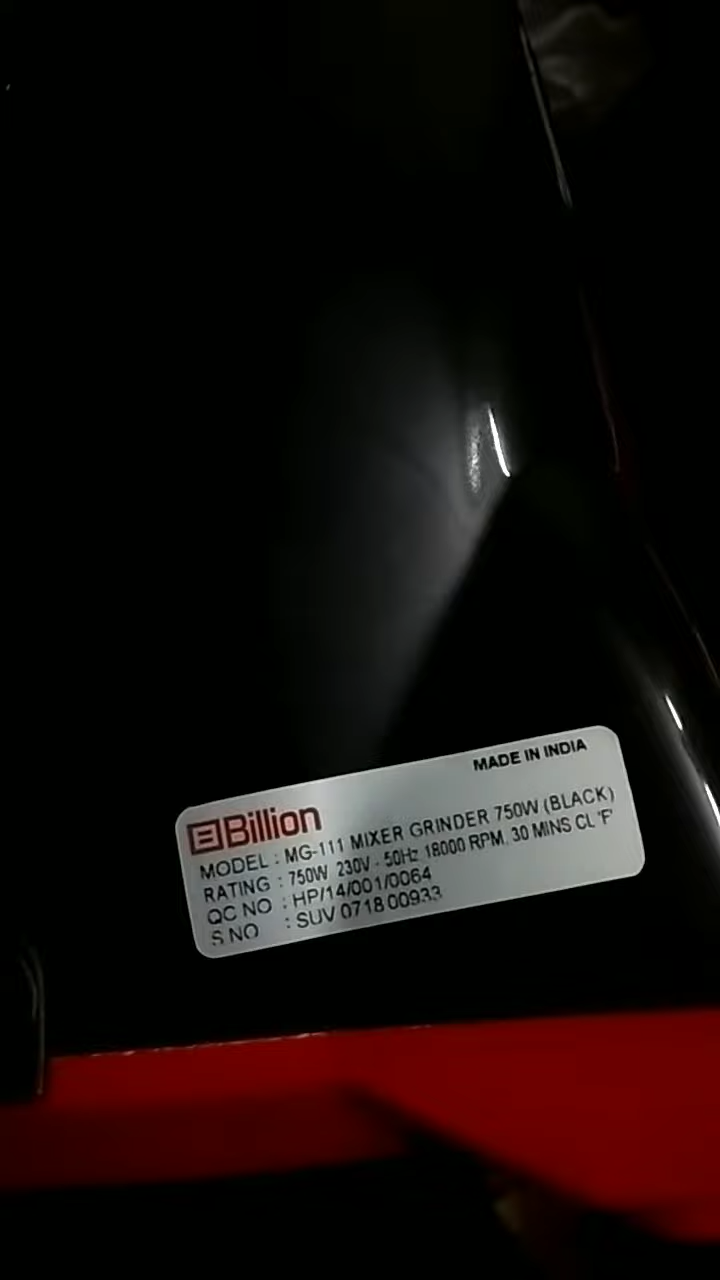 MADE IN INDIA
Billion
MODEL : MG-111 MIXER GRINDER 750W (BLACK)
RATING : 750W 230V - 50Hz 18000 RPM, 30 MINS CL 'F'
QC NO : HP/14/001/0064
S NO : SUV 0718 00933